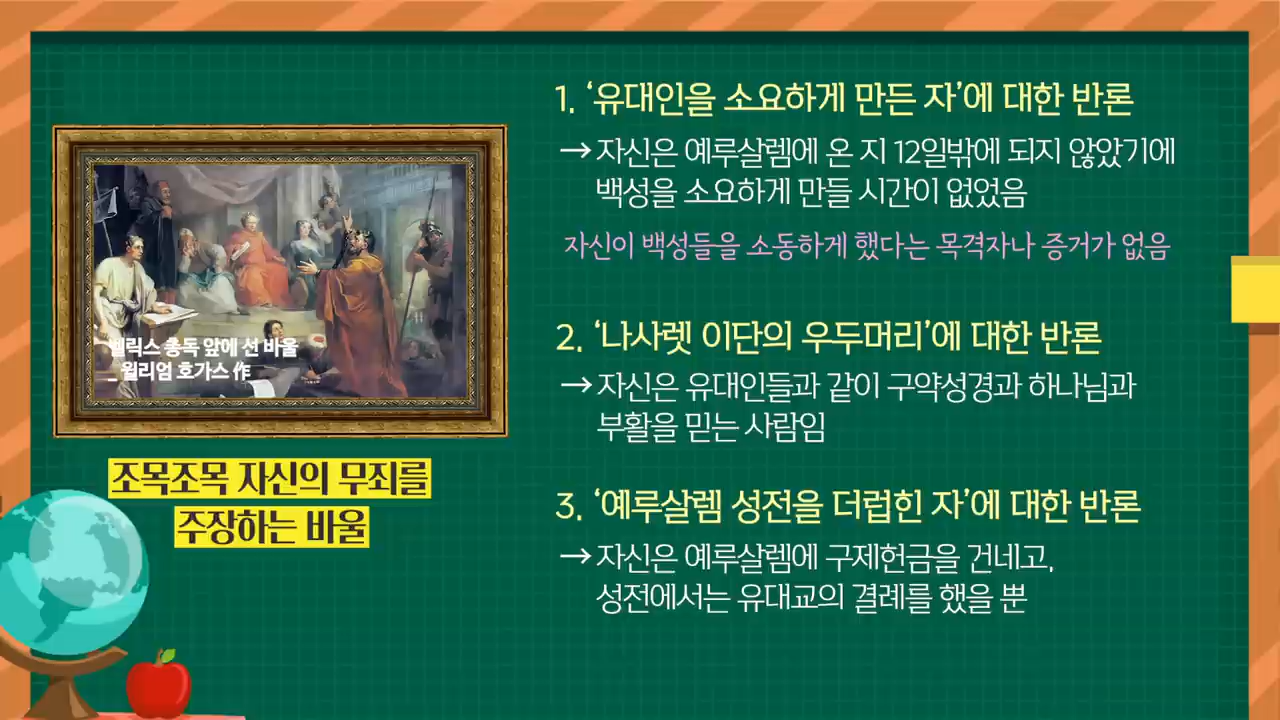 벨릭스 총독 앞에 선 바울
_ 윌리엄 호가스 作
조목조목 자신의 무죄를
주장하는 바울
1. ‘유대인을 소요하게 만든 자’에 대한 반론
→ 자신은 예루살렘에 온 지 12일밖에 되지 않았기에
백성을 소요하게 만들 시간이 없었음
자신이 백성들을 소동하게 했다는 목격자나 증거가 없음
2. ‘나사렛 이단의 우두머리’에 대한 반론
→ 자신은 유대인들과 같이 구약성경과 하나님과
부활을 믿는 사람임
3. ‘예루살렘 성전을 더럽힌 자’에 대한 반론
→ 자신은 예루살렘에 구제헌금을 건네고,
성전에서는 유대교의 결례를 했을 뿐